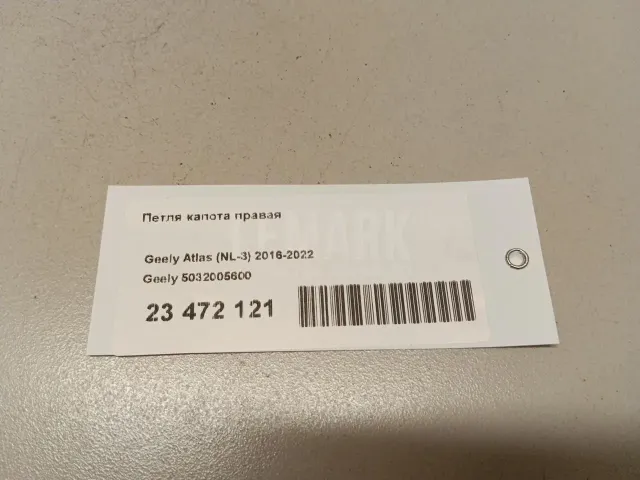 Петля капота правая
Geely Atlas (NL-3) 2016-2022
Geely 5032005600
23 472 121